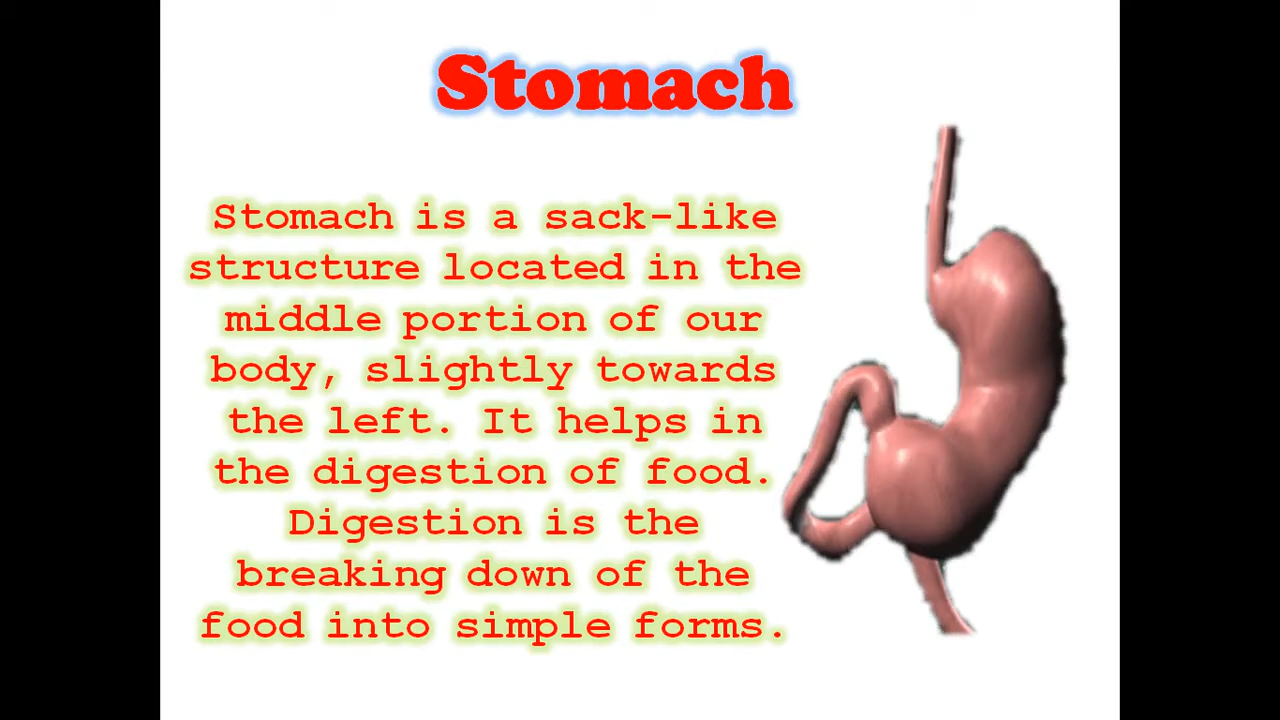 Stomach
Stomach is a sack-like
structure located in the
middle portion of our
body, slightly towards
the left. It helps in
the digestion of food.
Digestion is the
breaking down of the
food into simple forms.